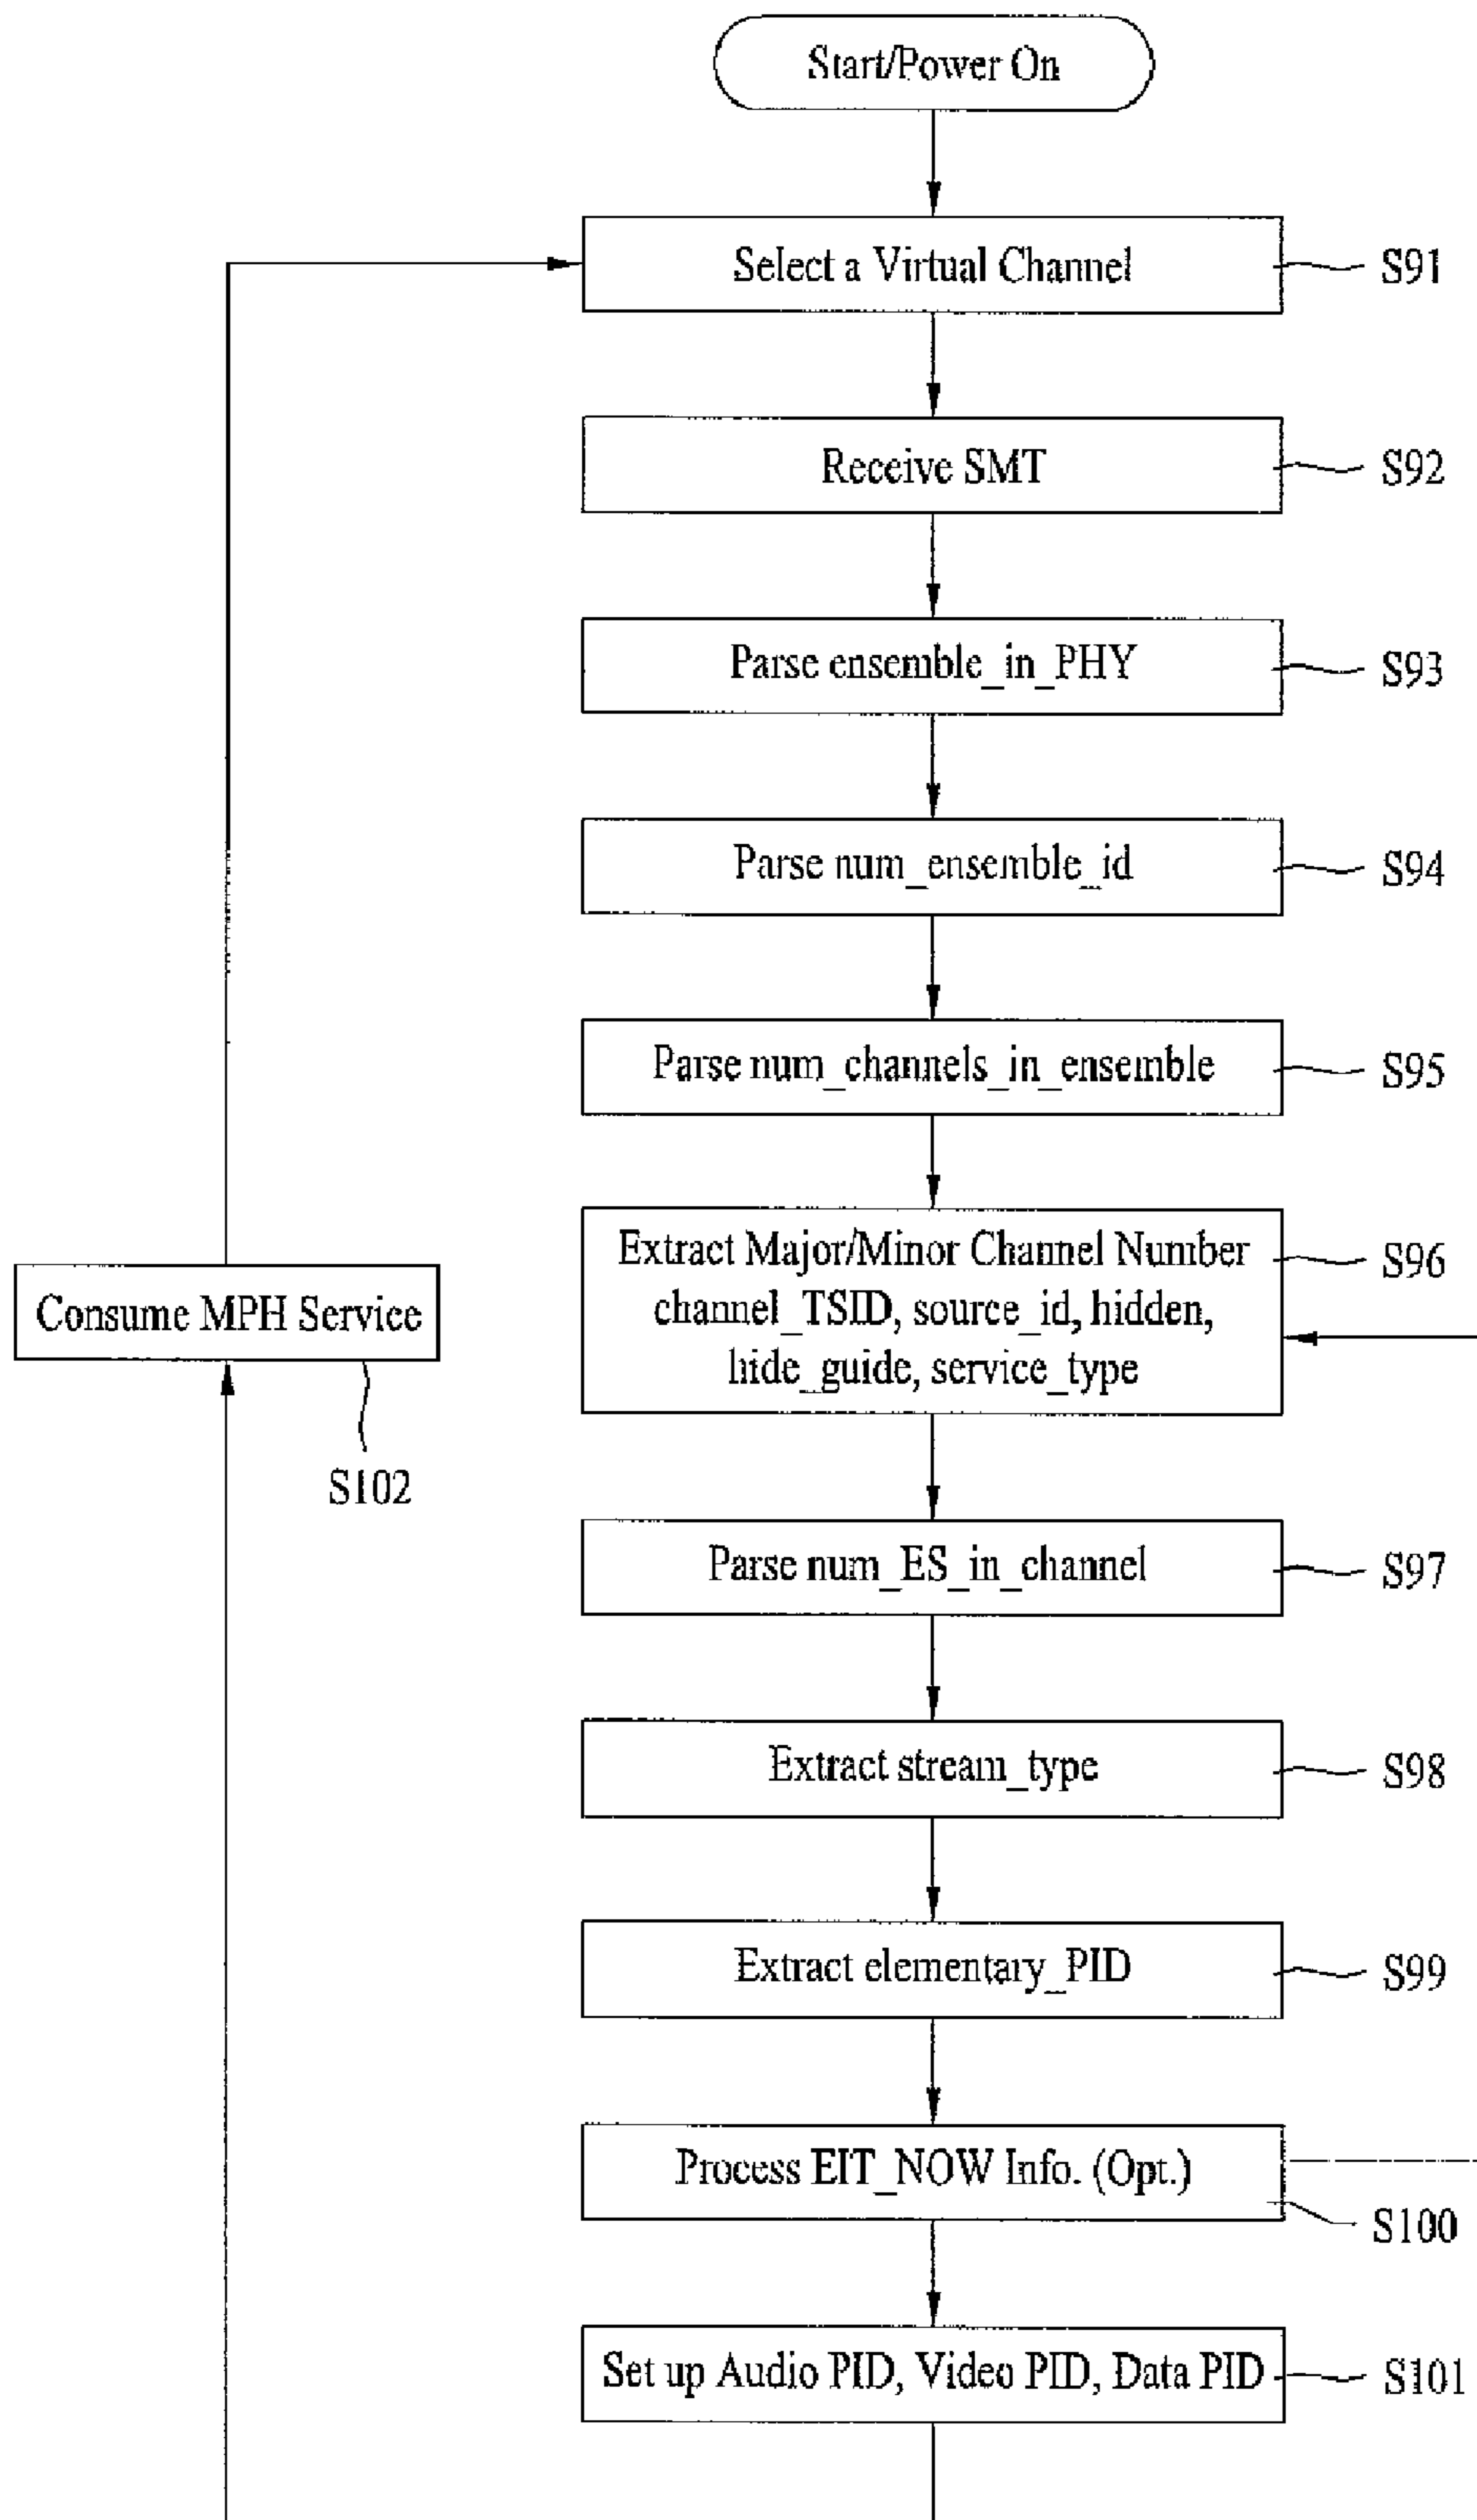 Start/Power On
Select a Virtual Channel
S91
Receive SMT
S92
Parse ensemble_in_PHY
S93
Parse num_ensemble_id
S94
Parse num_channels_in_ensemble
S95
Extract Major/Minor Channel Number
channel_TSID, source_id, hidden,
hide_guide, service_type
S96
Consume MPH Service
S102
Parse num_ES_in_channel
S97
Extract stream_type
S98
Extract elementary_PID
S99
Process EIT_NOW Info. (Opt.)
S100
Set up Audio PID, Video PID, Data PID
S101